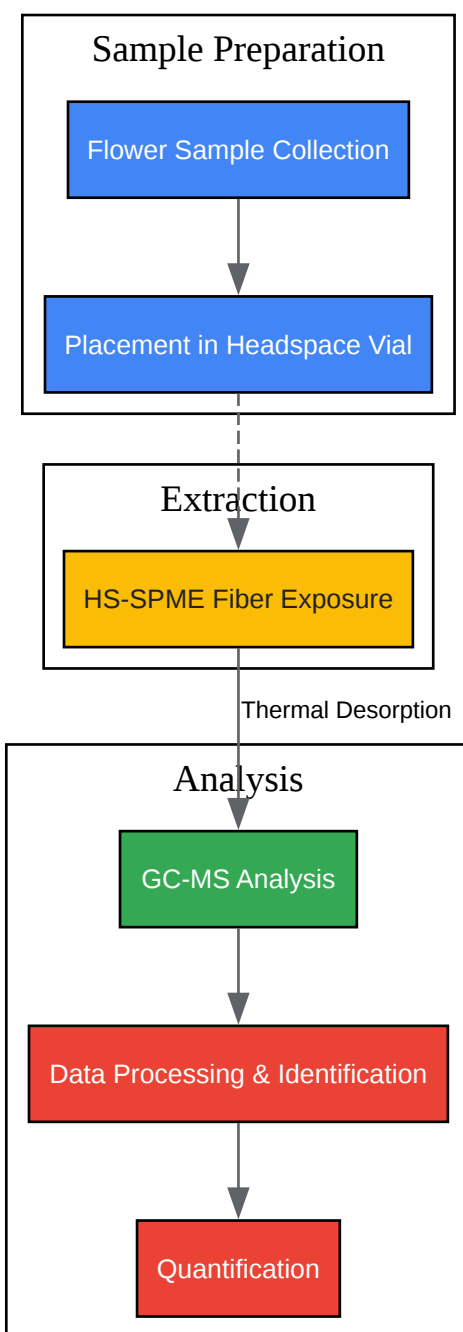 Sample Preparation
Flower Sample Collection
Placement in Headspace Vial
Extraction
HS-SPME Fiber Exposure
Thermal Desorption
Analysis
GC-MS Analysis
Data Processing & Identification
Quantification